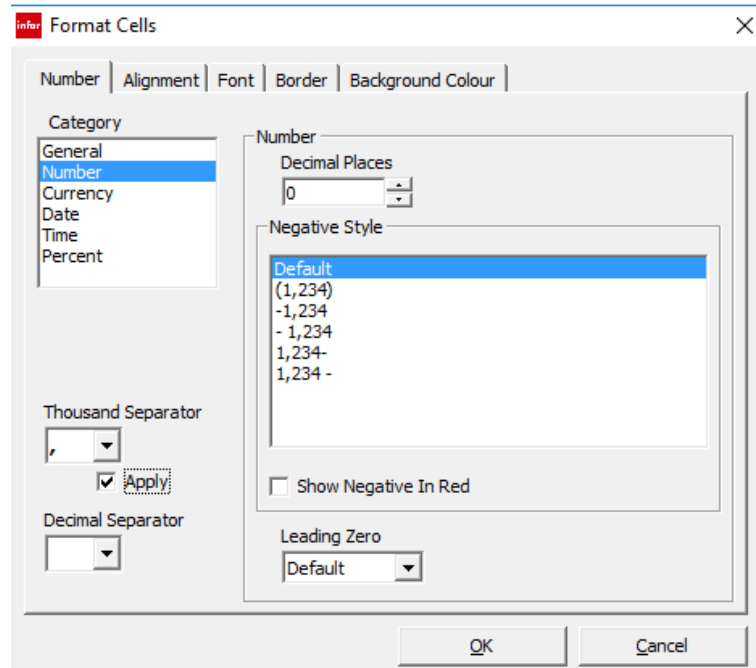 infor Format Cells
Number Alignment Font Border Background Colour
Category
General
Number
Currency
Date
Time
Percent
Number
Decimal Places
0
Negative Style
Default
(1,234)
-1,234
- 1,234
1,234-
1,234 -
Show Negative In Red
Thousand Separator
,
Apply
Decimal Separator
Leading Zero
Default
OK Cancel